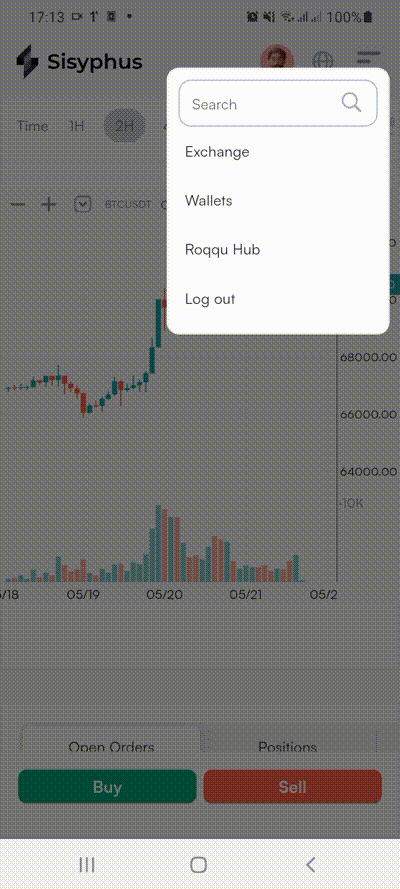 17:13 100%
Sisyphus
Search
Exchange
Wallets
Roqqu Hub
Log out
Time 1H 2H
BTCUSDT
68000.00
66000.00
64000.00
-10K
5/18 05/19 05/20 05/21 05/2
Open Orders Positions
Buy Sell